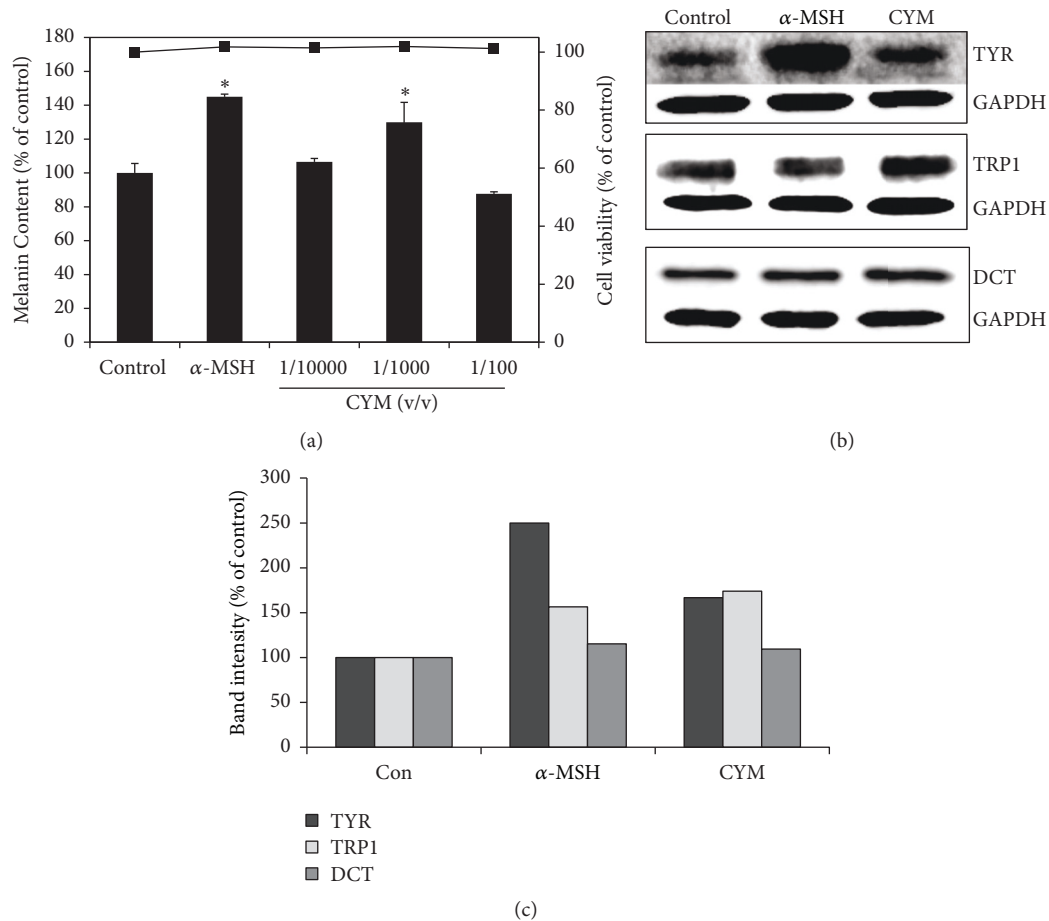 Melanin Content (% of control)
180
160
140
120
100
80
60
40
20
0
*
*
100
80
60
40
20
0
Cell viability (% of control)
Control α-MSH 1/10000 1/1000 1/100
CYM (v/v)
(a)
Control α-MSH CYM
TYR
GAPDH
TRP1
GAPDH
DCT
GAPDH
(b)
Band intensity (% of control)
300
250
200
150
100
50
0
Con α-MSH CYM
TYR
TRP1
DCT
(c)